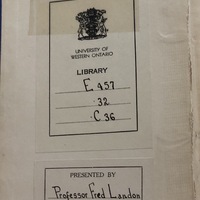 UNIVERSITY OF
WESTERN ONTARIO
LIBRARY
E 457
.32
.C 36
PRESENTED BY
Professor Fred Landon